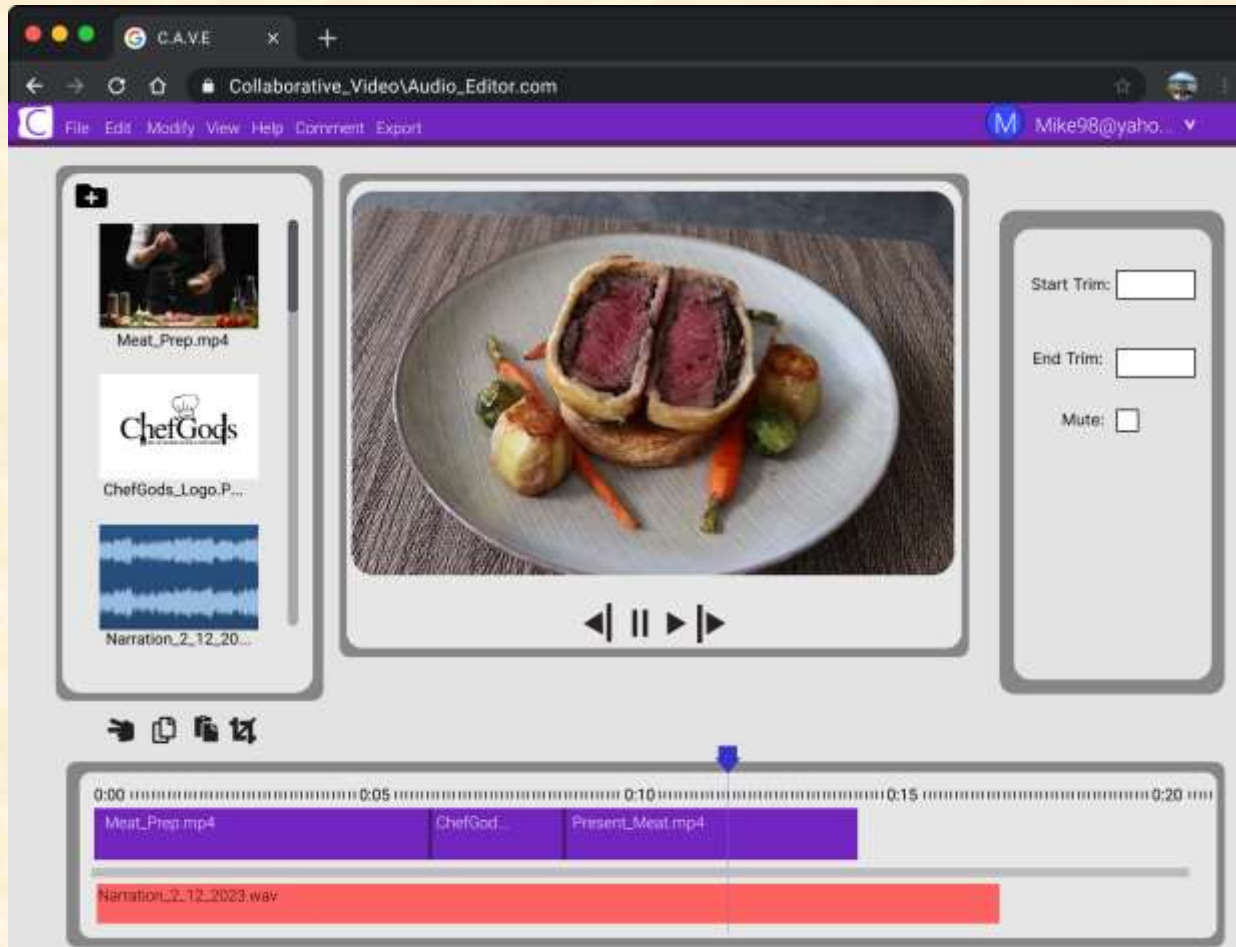 C.A.V.E
Collaborative_Video\Audio_Editor.com
C File Edit Modify View Help Comment Export M Mike98@yaho...
Meat_Prep.mp4
ChefGods
ChefGods_Logo.P...
Narration_2_12_20...
Start Trim:
End Trim:
Mute:
0:00 0:05 0:10 0:15 0:20
Meat_Prep.mp4 ChefGod... Present_Meat.mp4
Narration_2_12_2023.wav